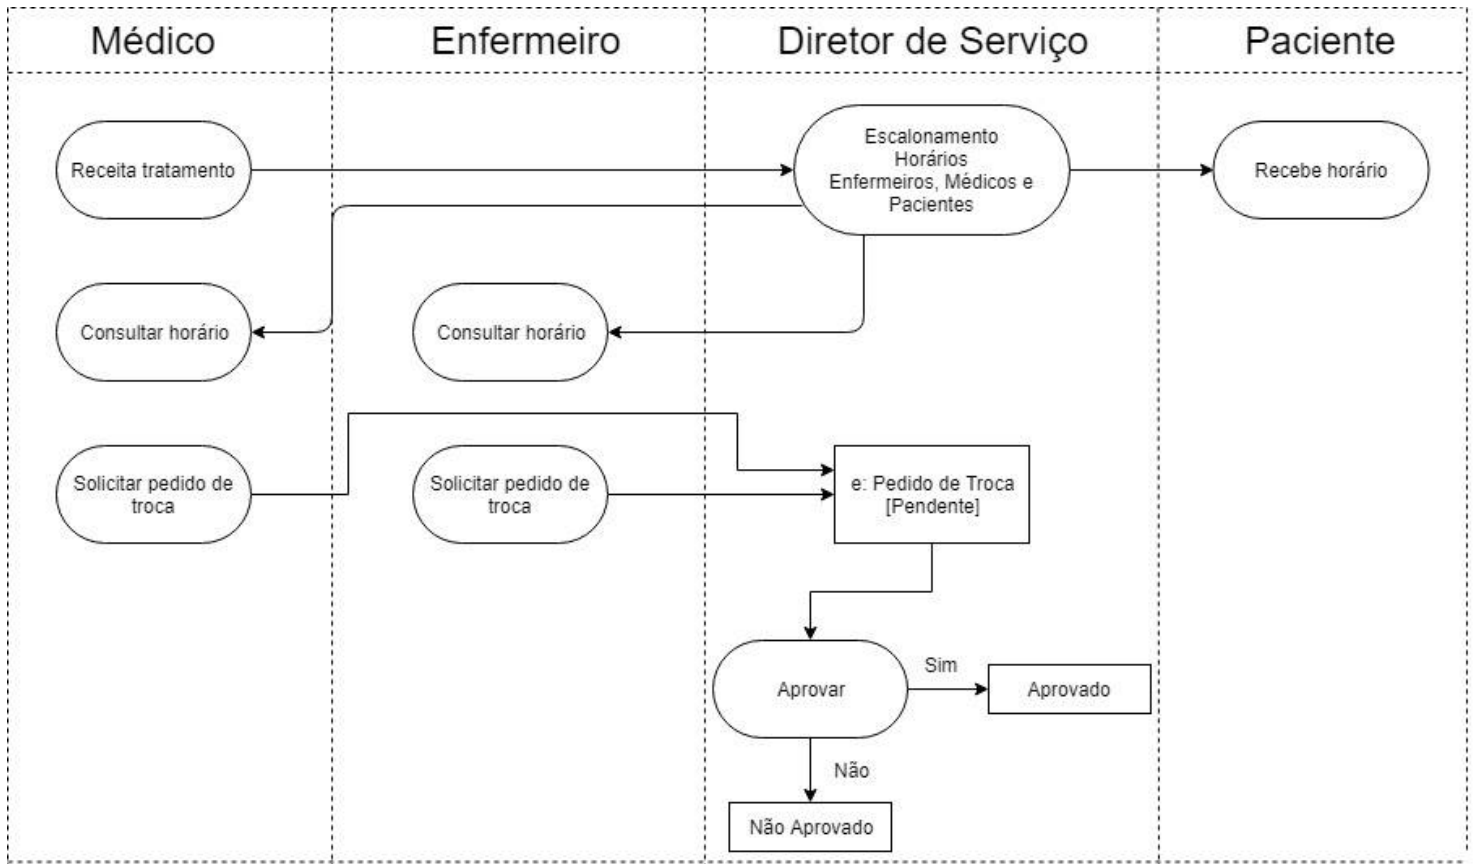 Médico
Enfermeiro
Diretor de Serviço
Paciente
Receita tratamento
Escalonamento
Horários
Enfermeiros, Médicos e
Pacientes
Recebe horário
Consultar horário
Consultar horário
Solicitar pedido de
troca
Solicitar pedido de
troca
e: Pedido de Troca
[Pendente]
Aprovar
Sim
Aprovado
Não
Não Aprovado